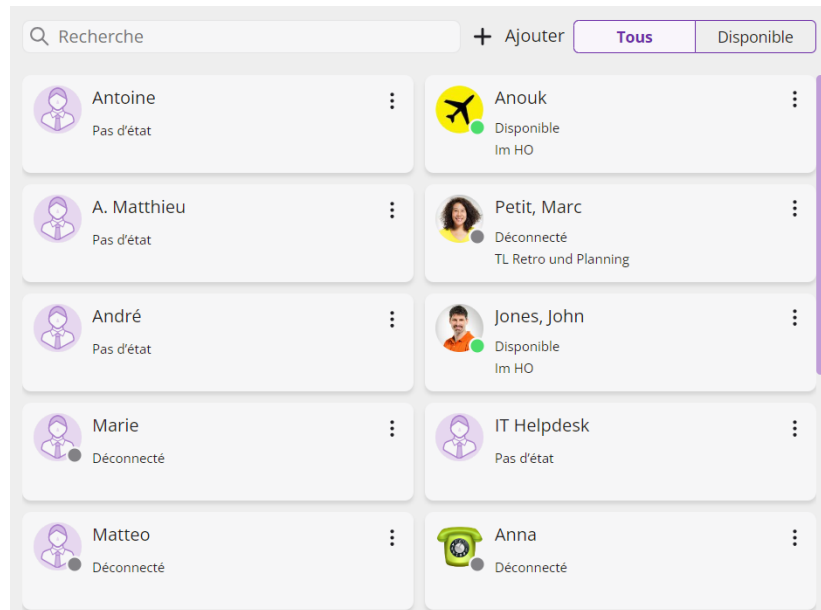 Recherche
Ajouter
Tous
Disponible
Antoine
Pas d’état
Anouk
Disponible
Im HO
A. Matthieu
Pas d’état
Petit, Marc
Déconnecté
TL Retro und Planning
André
Pas d’état
Jones, John
Disponible
Im HO
Marie
Déconnecté
IT Helpdesk
Pas d’état
Matteo
Déconnecté
Anna
Déconnecté